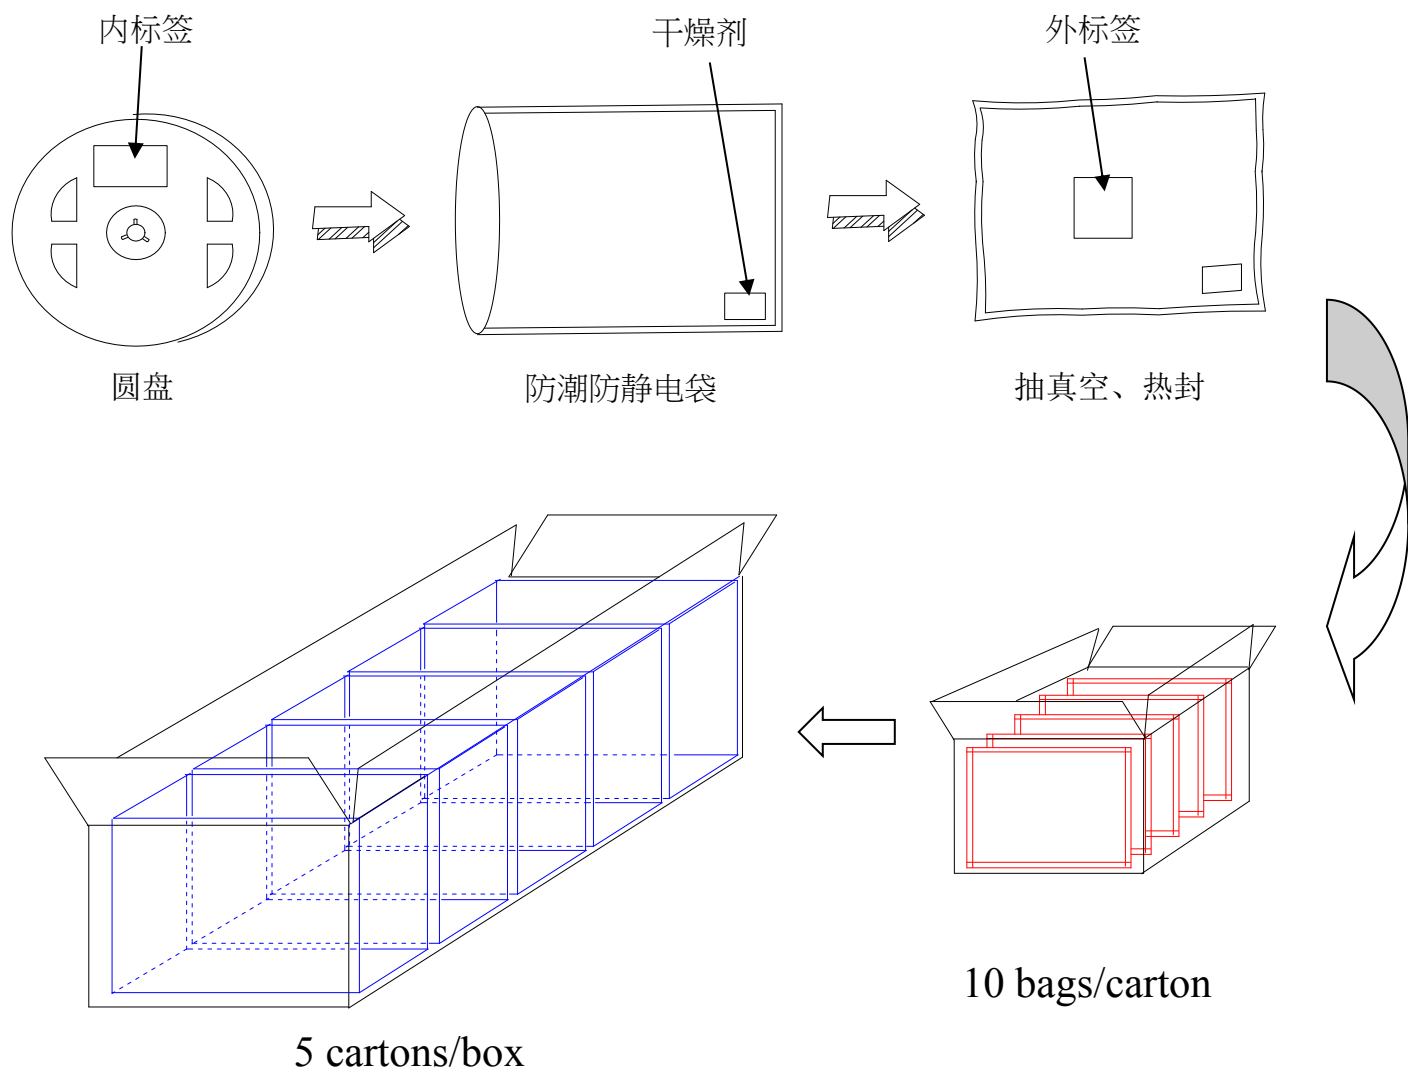 内标签
干燥剂
外标签
圆盘
防潮防静电袋
抽真空、热封
10 bags/carton
5 cartons/box